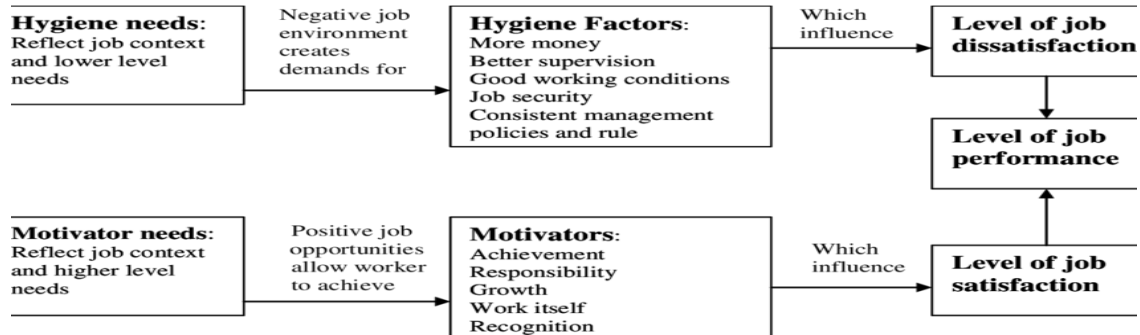 Hygiene needs:
Reflect job context
and lower level
needs
Negative job
environment
creates
demands for
Hygiene Factors:
More money
Better supervision
Good working conditions
Job security
Consistent management
policies and rule
Which
influence
Level of job
dissatisfaction
Level of job
performance
Motivator needs:
Reflect job context
and higher level
needs
Positive job
opportunities
allow worker
to achieve
Motivators:
Achievement
Responsibility
Growth
Work itself
Recognition
Which
influence
Level of job
satisfaction